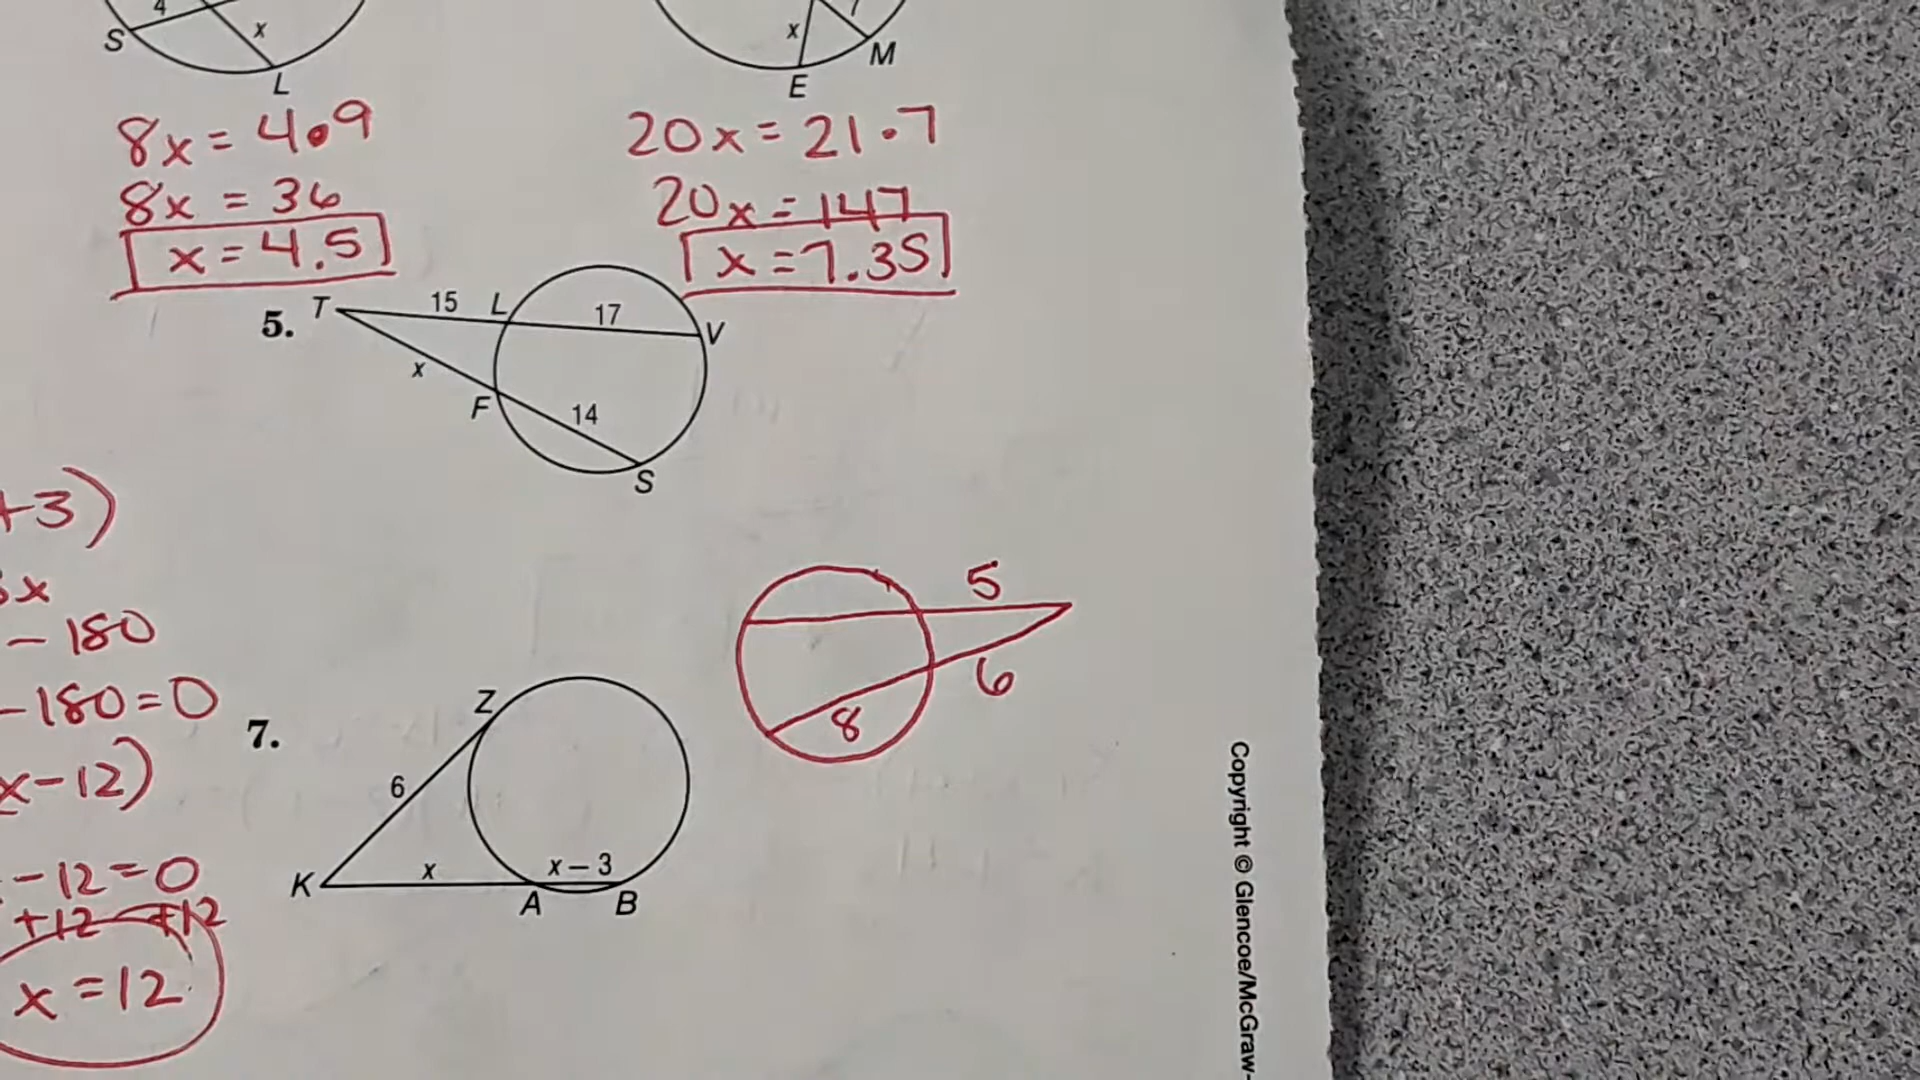 4
S
x
L
x
7
E
M
8x = 4•9
8x = 36
x = 4.5
20x = 21•7
20x = 147
x = 7.35
5.
T
15
L
17
V
x
F
14
S
+3)
x
- 180
-180=0
x-12)
-12=0
+12 +12
x = 12
5
6
8
7.
Z
6
K
x
x – 3
A
B
Copyright © Glencoe/McGraw-